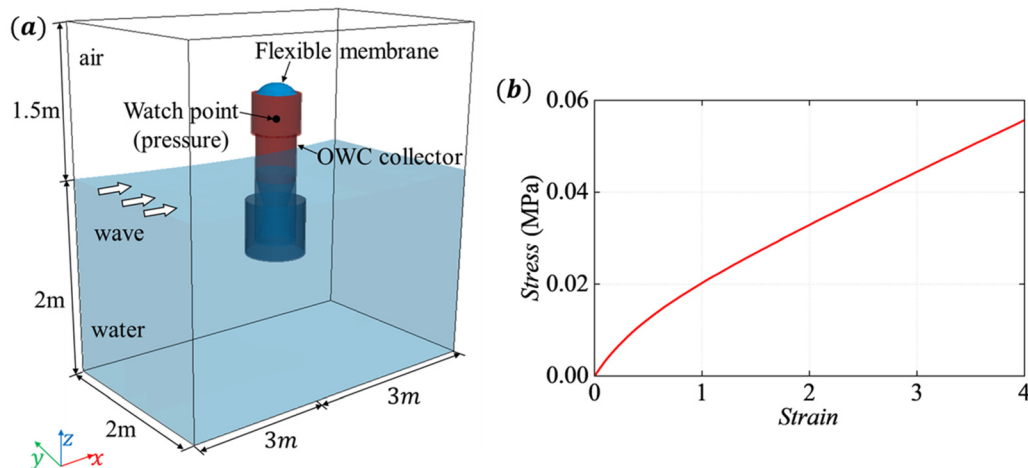 (a)
air
Flexible membrane
1.5m
Watch point
(pressure)
OWC collector
wave
2m
water
2m
3m
3m
z
y
x
(b)
0.06
0.04
0.02
0.00
Stress (MPa)
0
1
2
3
4
Strain